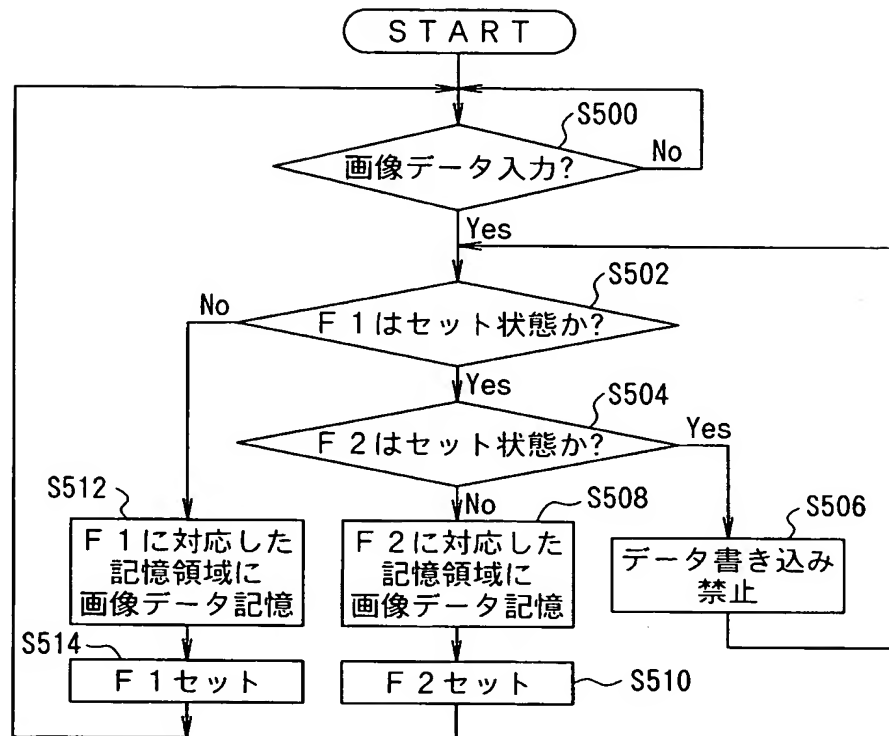 ＳＴＡＲＴ
S500
画像データ入力?
No
Yes
S502
Ｆ１はセット状態か?
No
Yes
S504
Ｆ２はセット状態か?
Yes
No
S512
Ｆ１に対応した
記憶領域に
画像データ記憶
S508
Ｆ２に対応した
記憶領域に
画像データ記憶
S506
データ書き込み
禁止
S514
Ｆ１セット
Ｆ２セット
S510